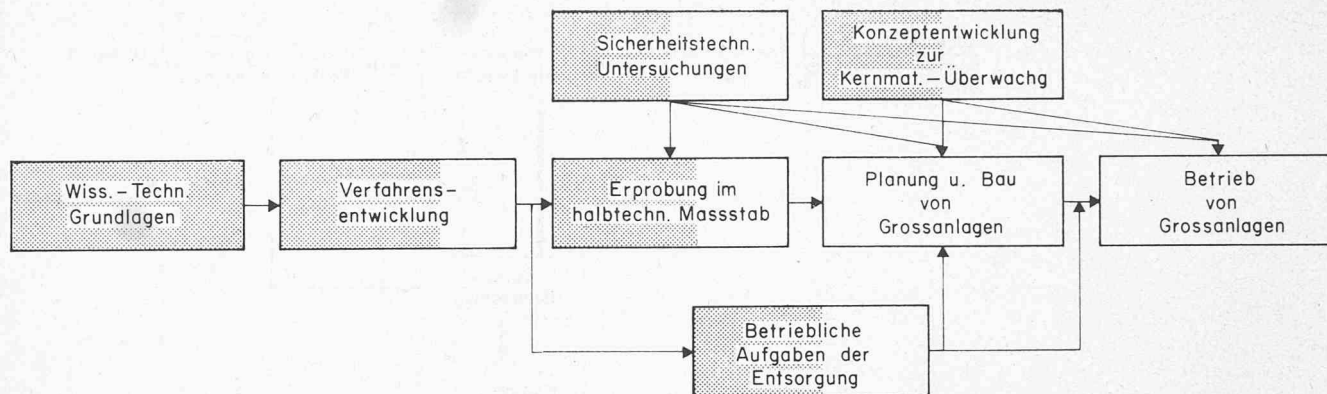 Sicherheitstechn.
Untersuchungen
Konzeptentwicklung
zur
Kernmat.–Überwachg
Wiss.–Techn.
Grundlagen
Verfahrens-
entwicklung
Erprobung im
halbtechn. Massstab
Planung u. Bau
von
Grossanlagen
Betrieb
von
Grossanlagen
Betriebliche
Aufgaben der
Entsorgung